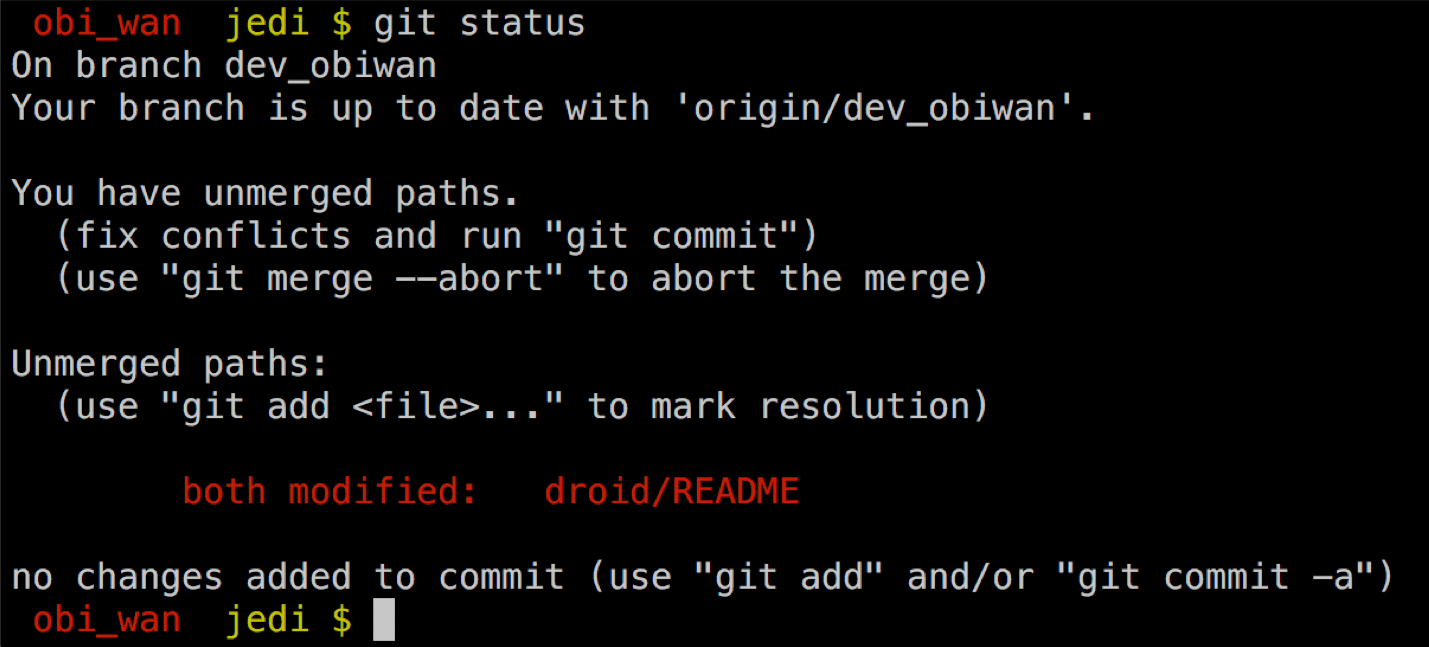 obi_wan  jedi $ git status
On branch dev_obiwan
Your branch is up to date with 'origin/dev_obiwan'.
You have unmerged paths.
  (fix conflicts and run "git commit")
  (use "git merge --abort" to abort the merge)
Unmerged paths:
  (use "git add <file>..." to mark resolution)
        both modified:   droid/README
no changes added to commit (use "git add" and/or "git commit -a")
obi_wan  jedi $